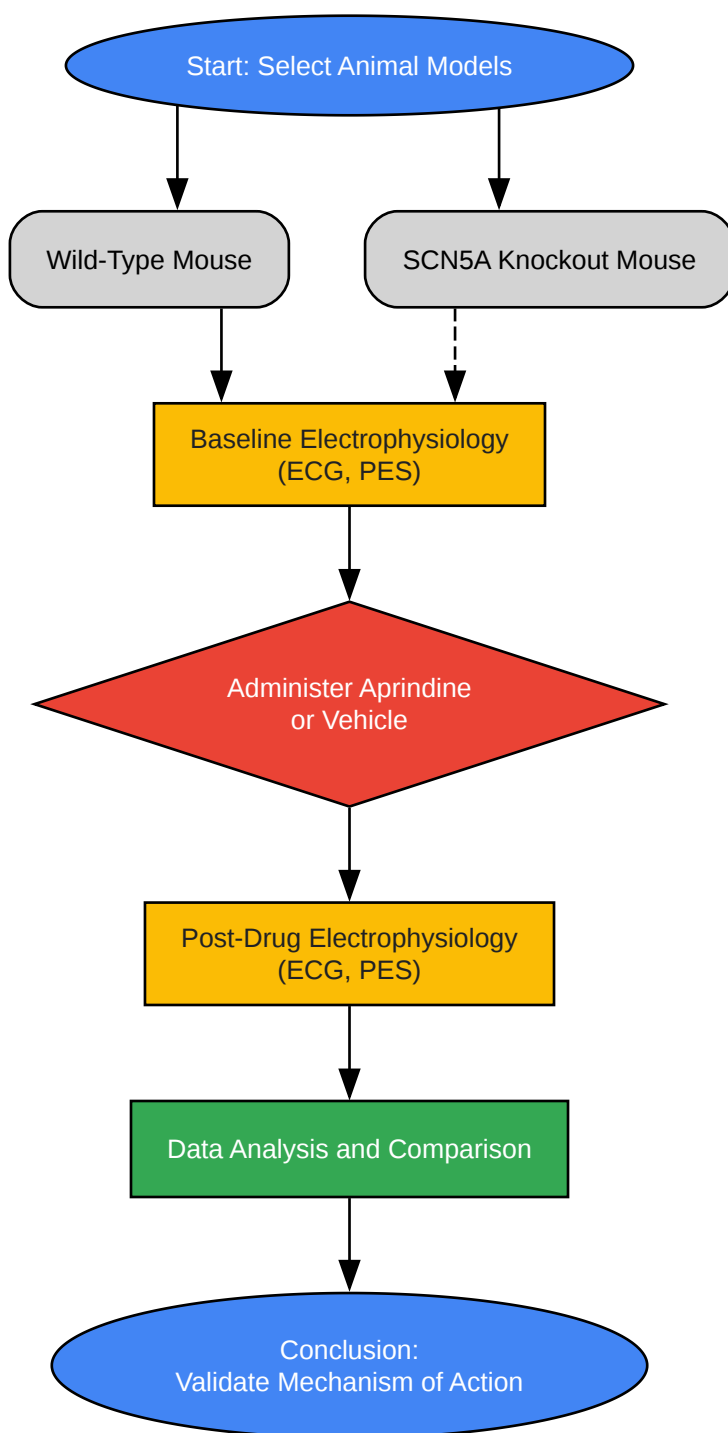 Start: Select Animal Models
Wild-Type Mouse
SCN5A Knockout Mouse
Baseline Electrophysiology
(ECG, PES)
Administer Aprindine
or Vehicle
Post-Drug Electrophysiology
(ECG, PES)
Data Analysis and Comparison
Conclusion:
Validate Mechanism of Action